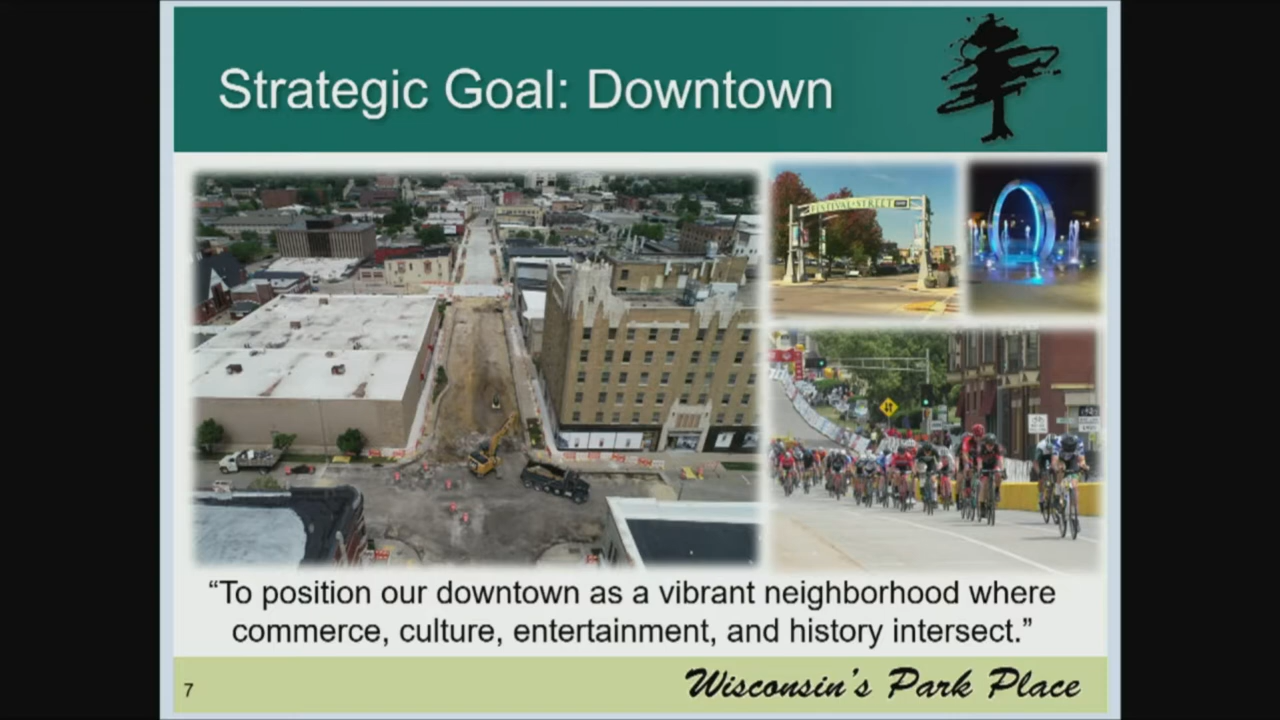 Strategic Goal: Downtown
FESTIVAL STREET
“To position our downtown as a vibrant neighborhood where
commerce, culture, entertainment, and history intersect.”
7
Wisconsin's Park Place